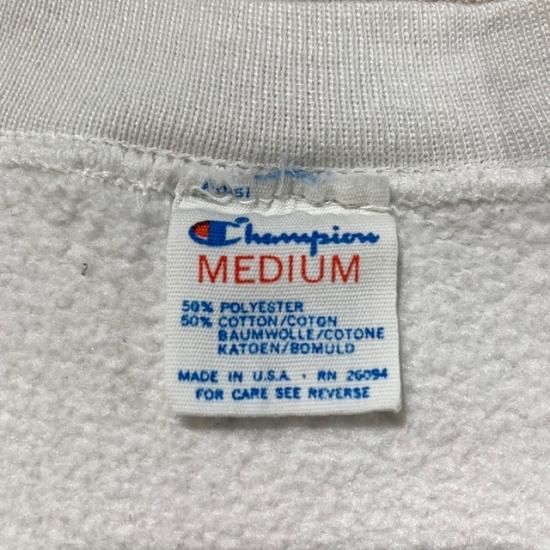 Champion
MEDIUM
50% POLYESTER
50% COTTON/COTON
BAUMWOLLE/COTONE
KATOEN/BOMULD
MADE IN U.S.A. · RN 26094
FOR CARE SEE REVERSE